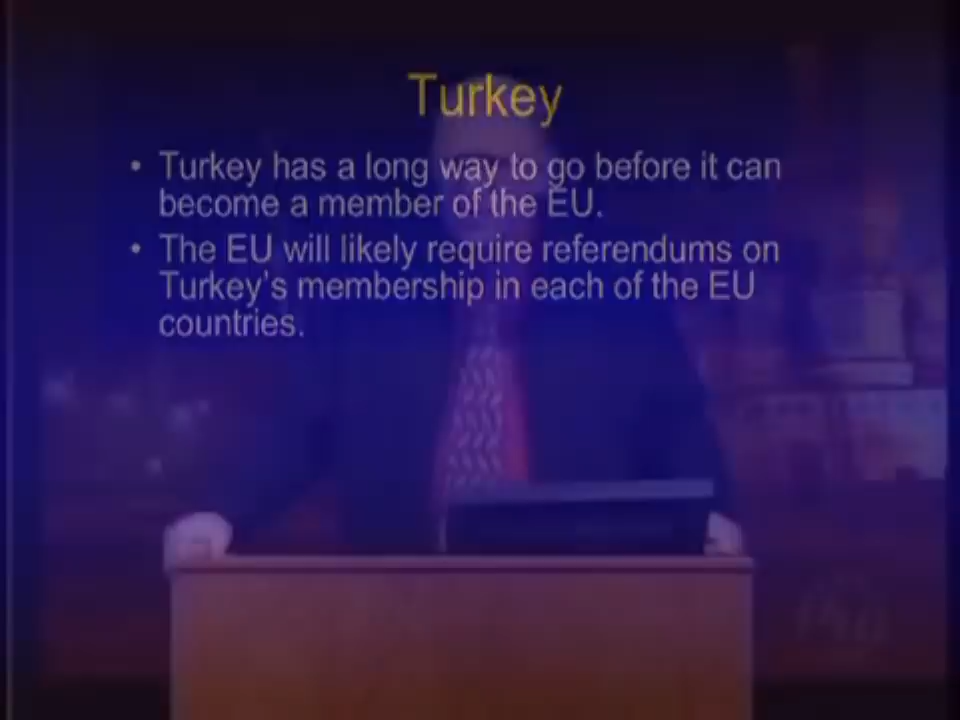 Turkey
• Turkey has a long way to go before it can
become a member of the EU.
• The EU will likely require referendums on
Turkey's membership in each of the EU
countries.